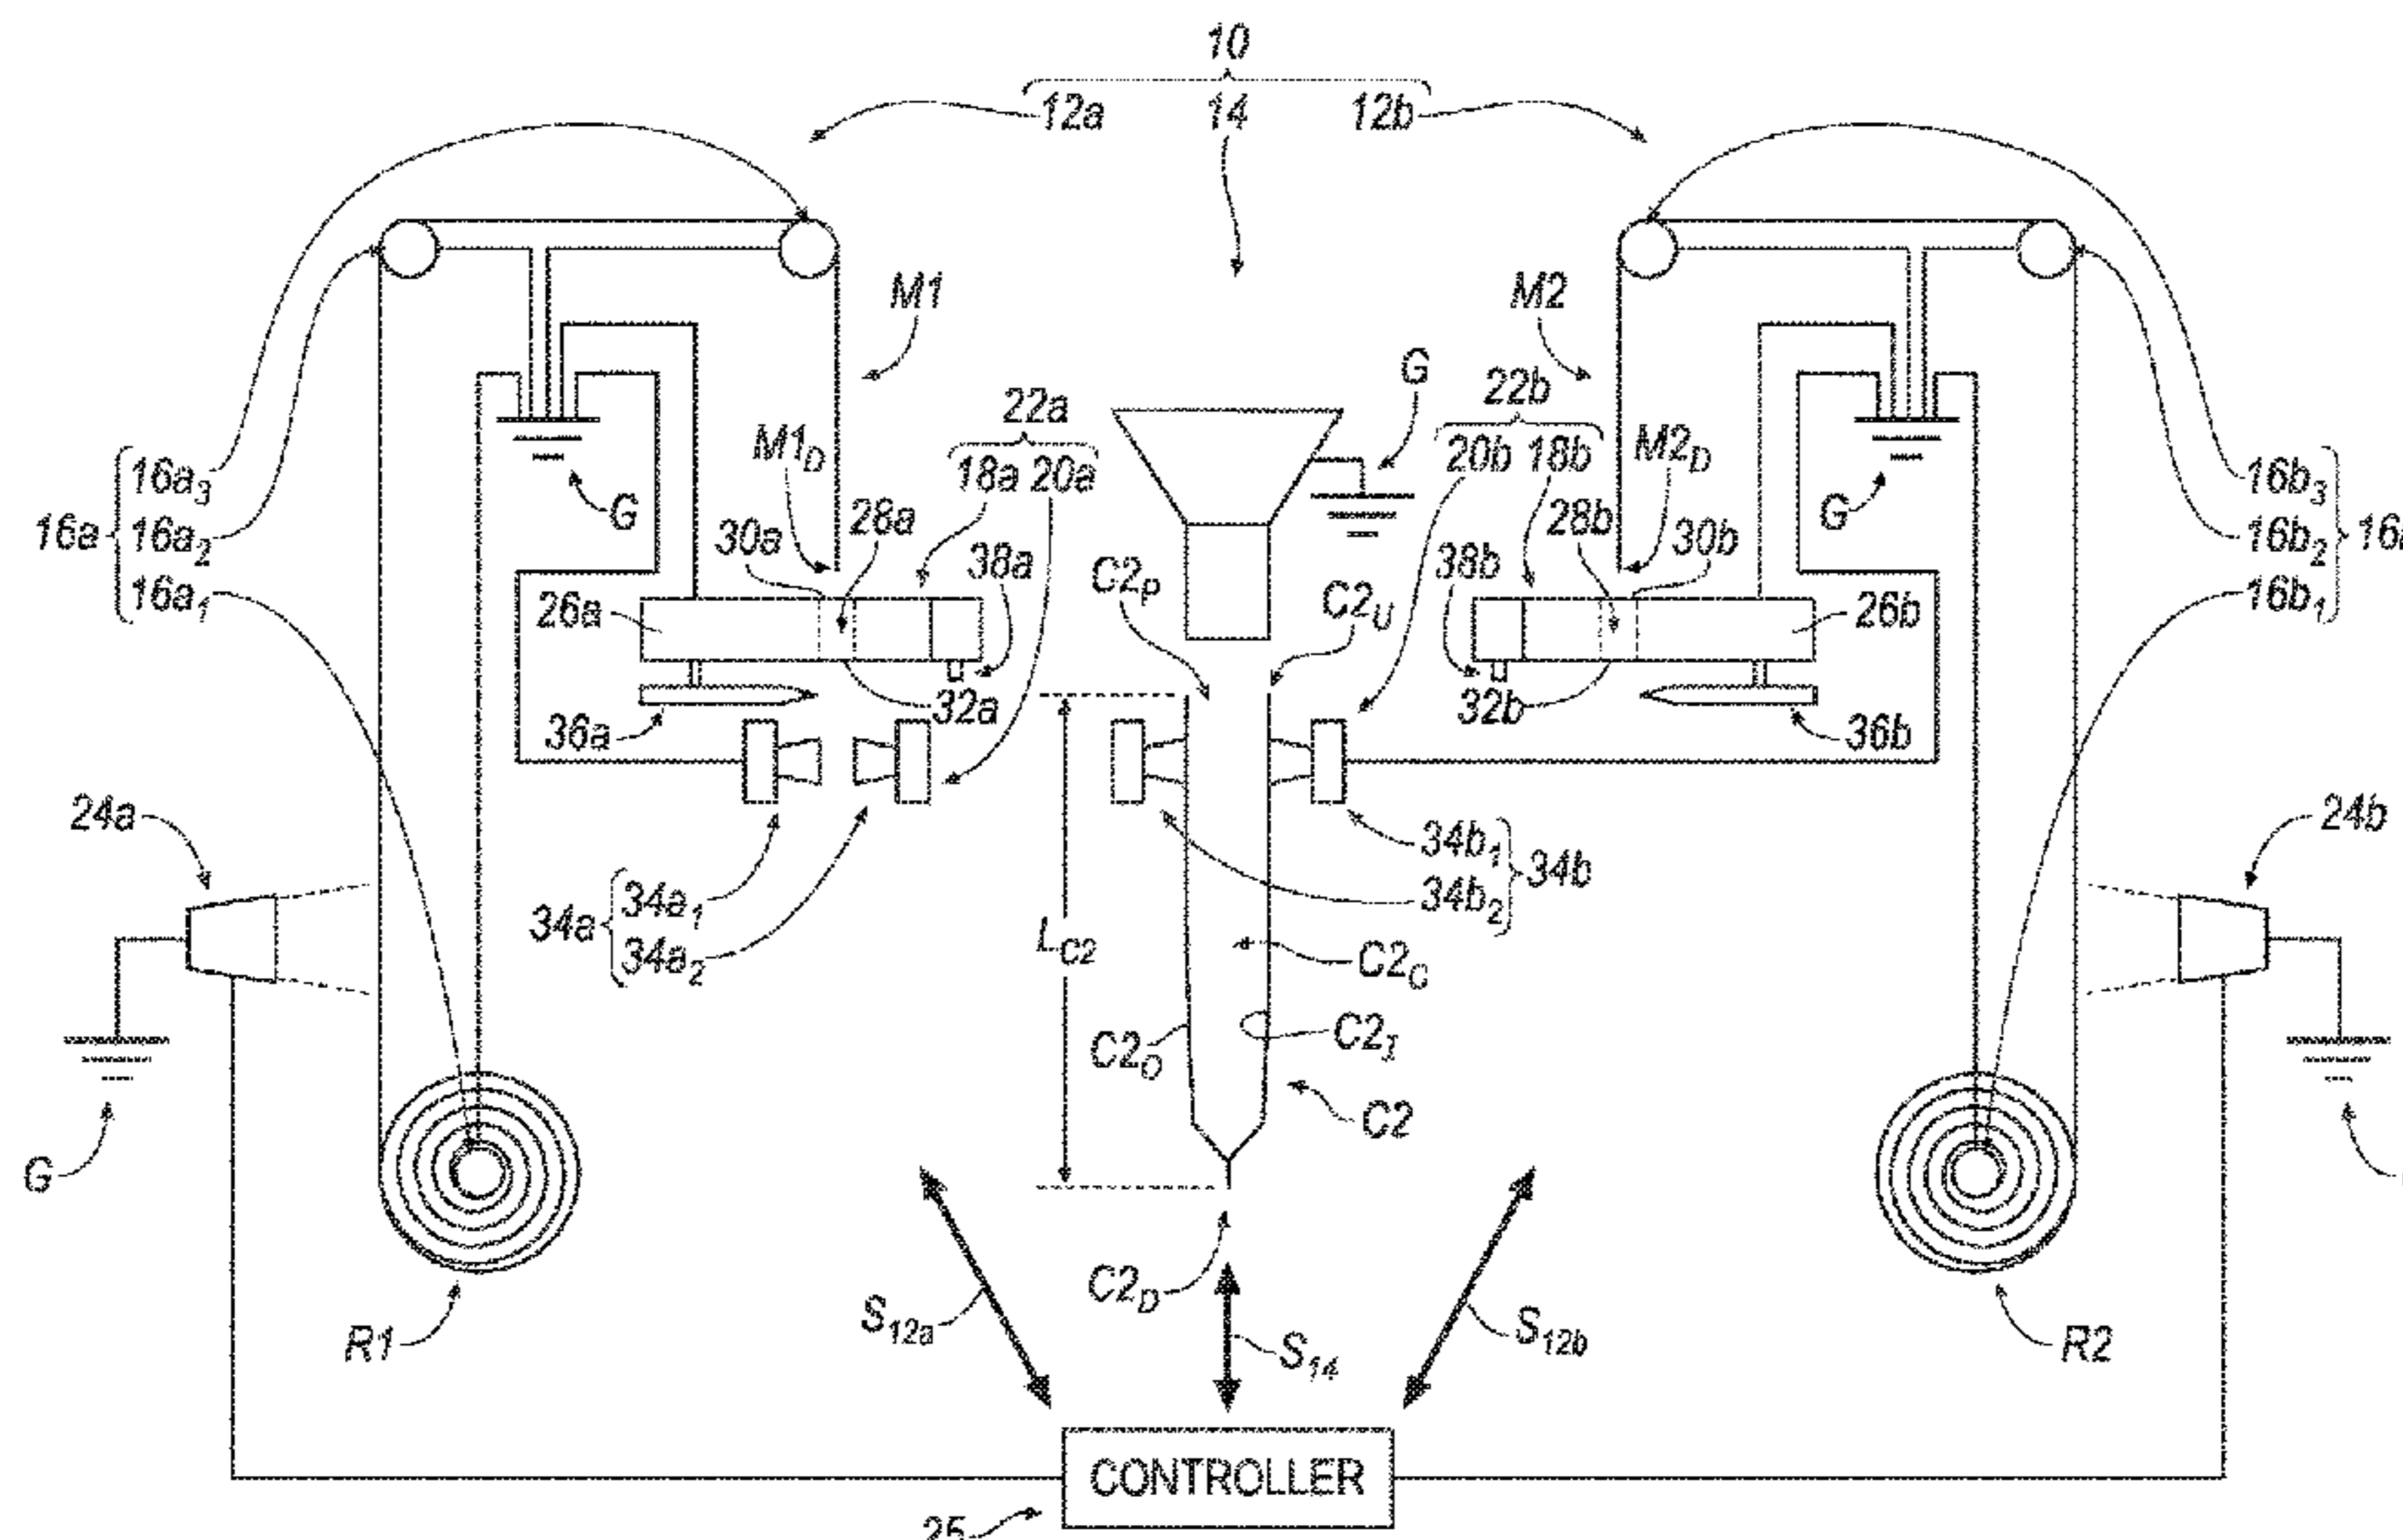 10
12a 14 12b
M1 M2
G
22a 22b
M1D 18a 20a 20b 18b M2D
16a3 16b3
16a 16a2 G 30a 28a 38a C2P C2U 38b 28b 30b G 16b2
16a1 16b1
26a 26b
32a 32b
36a 36b
24a 24b
34a1 34b1
34a 34b
34a2 34b2
LC2 C2C
C2O C2I
C2
G
C2D
S12a S14 S12b
R1 R2
CONTROLLER
25